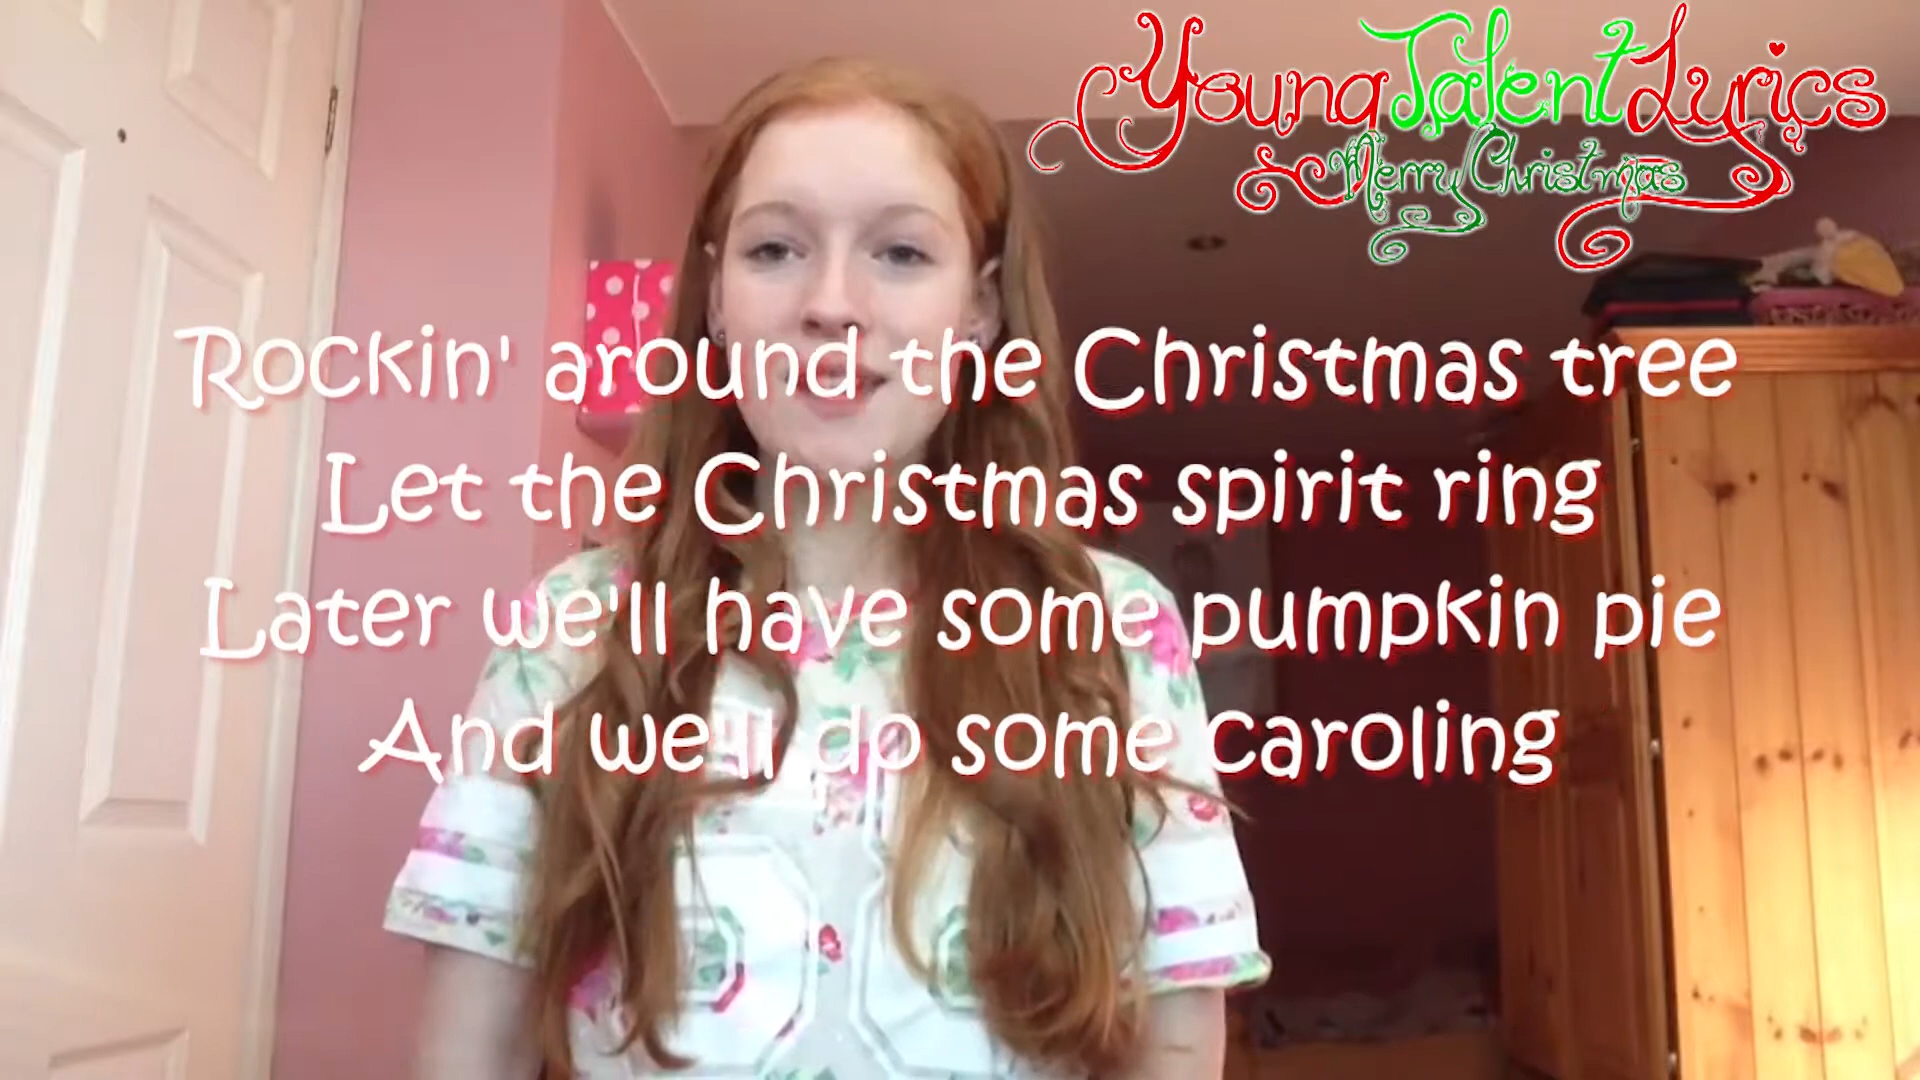 YoungTalentLyrics
Merry Christmas
Rockin' around the Christmas tree
Let the Christmas spirit ring
Later we'll have some pumpkin pie
And we'll do some caroling